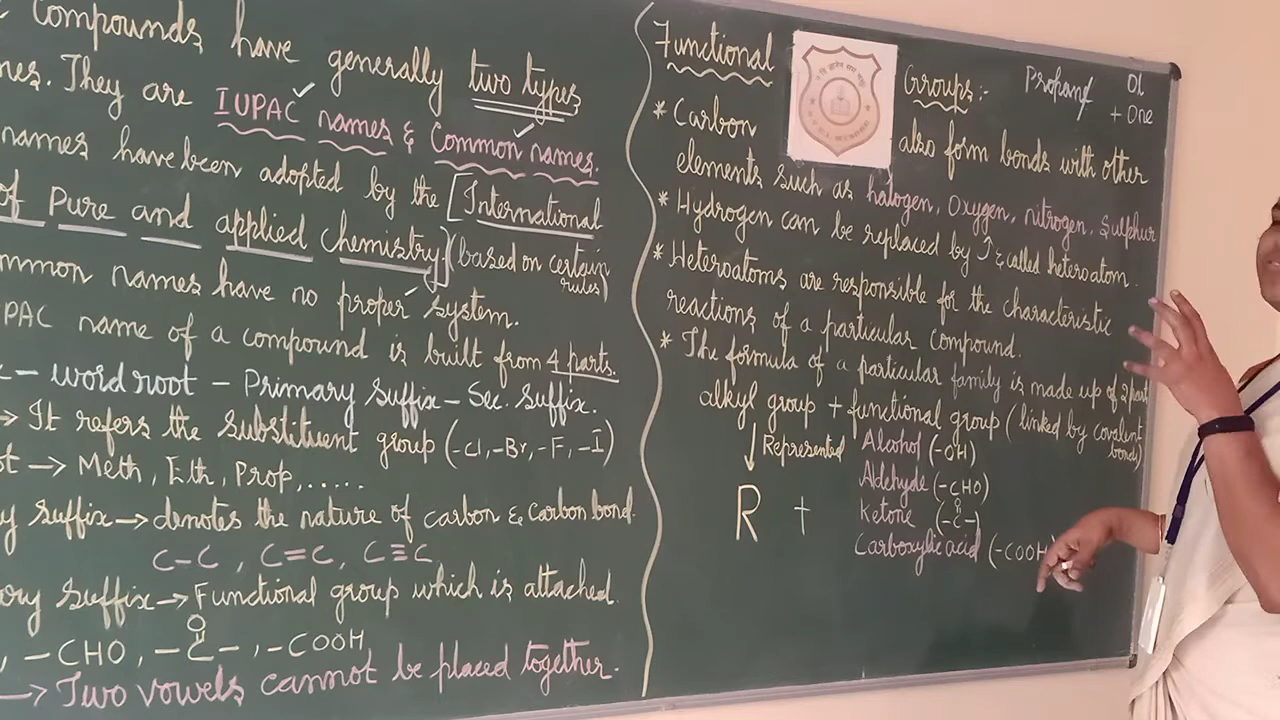 Compounds have generally two types
nes. They are IUPAC names & Common names.
names have been adopted by the [International
of Pure and applied Chemistry.] (based on certain
rules)
mmon names have no proper system.
PAC name of a compound is built from 4 parts.
– word root – Primary Suffix – Sec. Suffix.
→ It refers the substituent group (-Cl, -Br, -F, -I)
ot → Meth, Eth, Prop, .....
y suffix → denotes the nature of carbon & carbon bond.
C-C, C=C, C≡C
ory suffix → Functional group which is attached.
O
, -CHO, -C-, -COOH
→ Two vowels cannot be placed together.
Functional Groups:-
* Carbon also form bonds with other
elements such as halogen, Oxygen, nitrogen, Sulphur
* Hydrogen can be replaced by & called heteroatom.
* Heteroatoms are responsible for the characteristic
reactions of a particular compound.
* The formula of a particular family is made up of 2 part
alkyl group + functional group (linked by covalent
bonds)
↓ Represented
R +
Alcohol (-OH)
Aldehyde (-CHO)
O
Ketone (-C-)
Carboxylic acid (-COOH
Ol
+ One